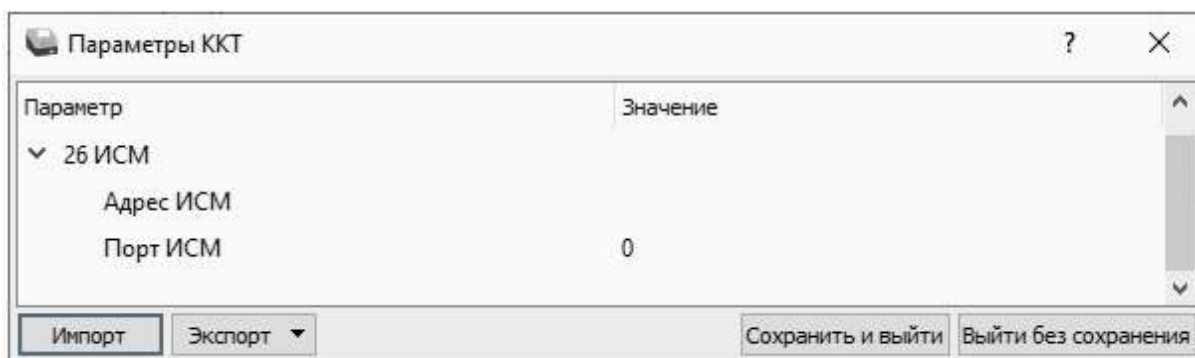 Параметры ККТ ?
Параметр Значение
26 ИСМ
Адрес ИСМ
Порт ИСМ 0
Импорт Экспорт Сохранить и выйти Выйти без сохранения